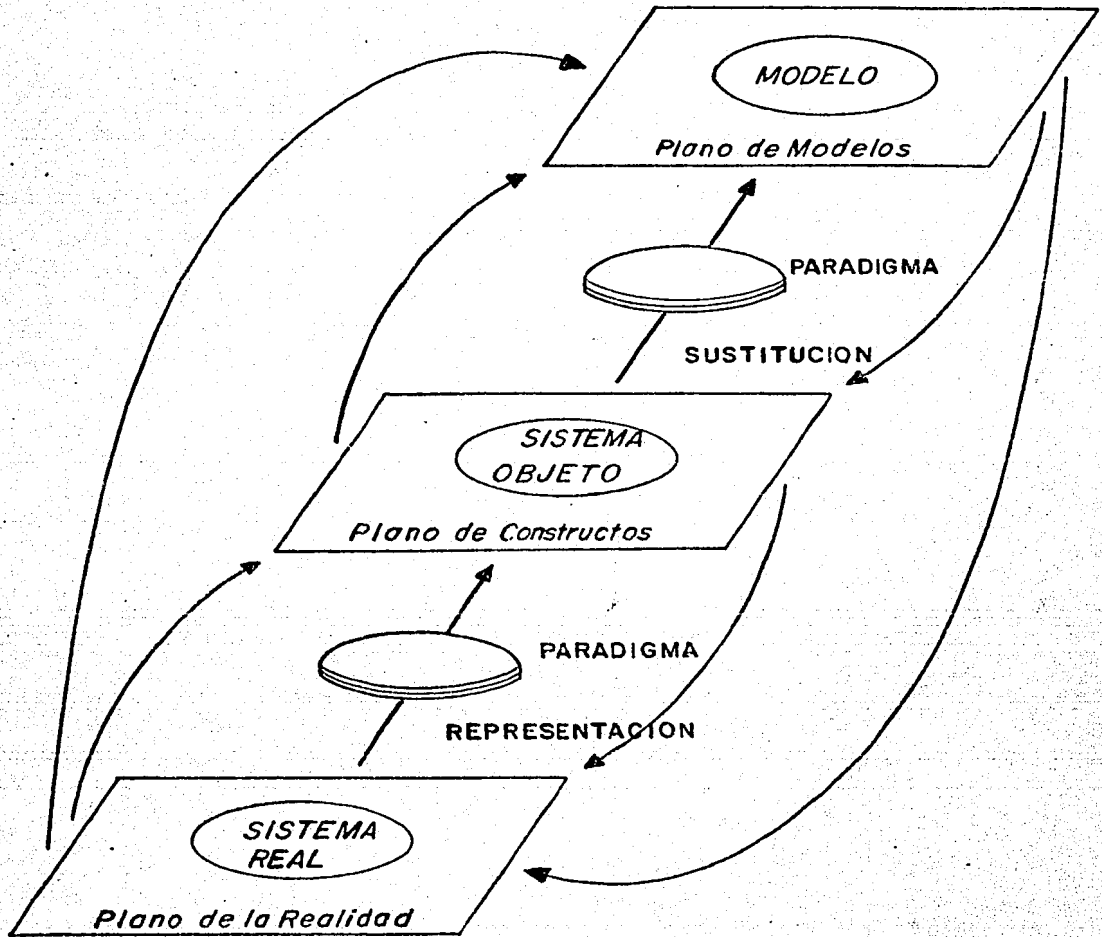 MODELO
Plano de Modelos
PARADIGMA
SUSTITUCION
SISTEMA
OBJETO
Plano de Constructos
PARADIGMA
REPRESENTACION
SISTEMA
REAL
Plano de la Realidad